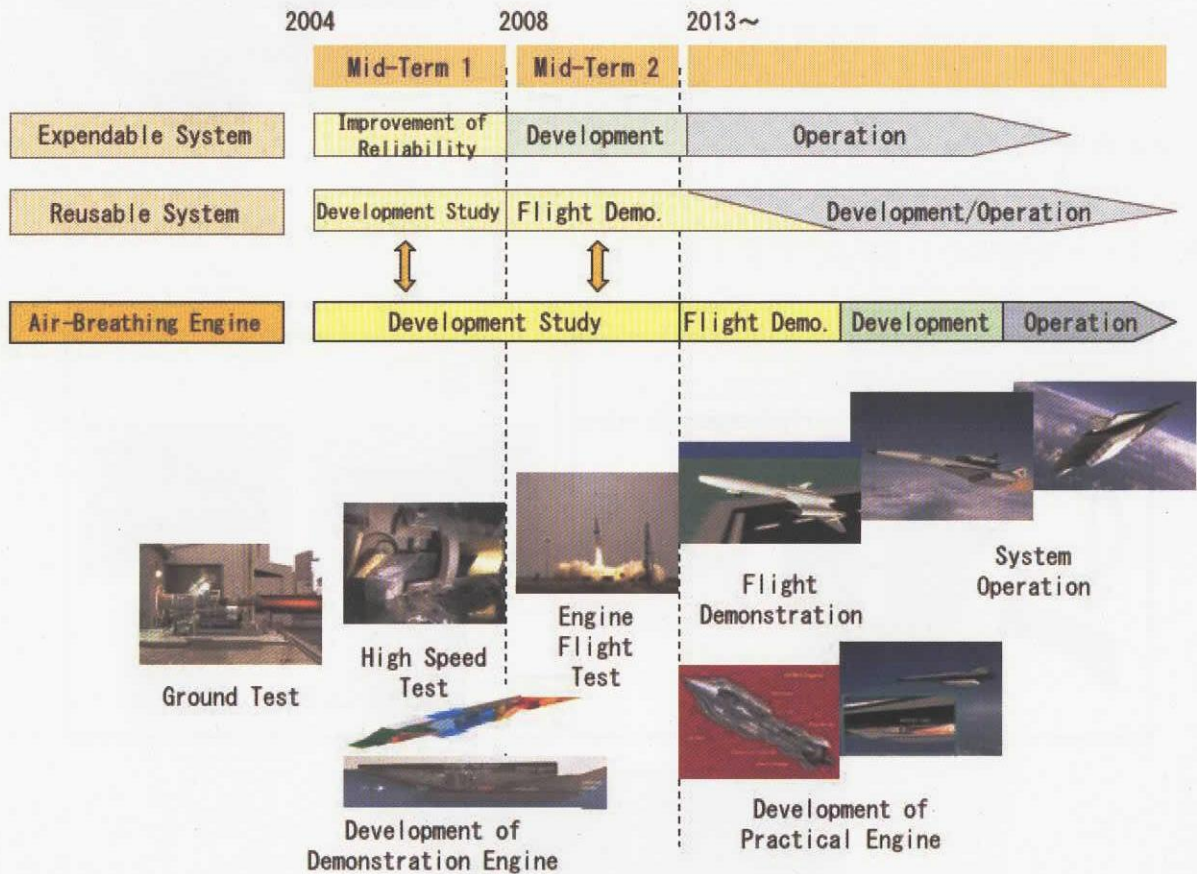 2004
2008
2013～
Mid-Term 1
Mid-Term 2
Expendable System
Improvement of
Reliability
Development
Operation
Reusable System
Development Study
Flight Demo.
Development/Operation
Air-Breathing Engine
Development Study
Flight Demo.
Development
Operation
Ground Test
High Speed
Test
Engine
Flight
Test
Flight
Demonstration
System
Operation
Development of
Demonstration Engine
Development of
Practical Engine